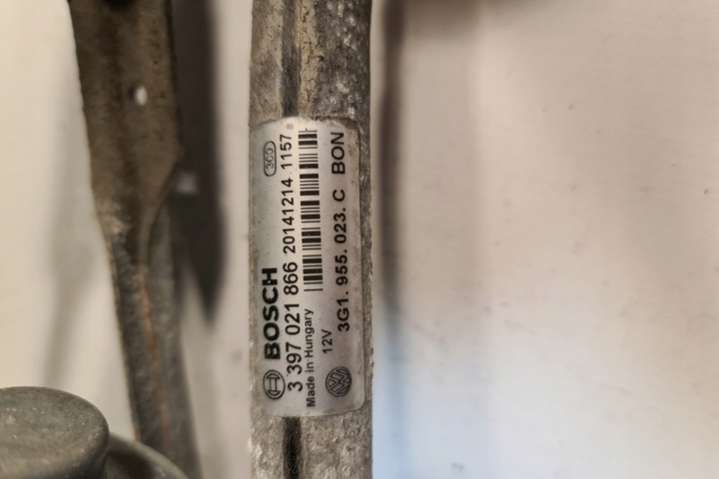 BOSCH
3 397 021 866 20141214 1157
Made in Hungary
12V
3G1. 955. 023. C BON